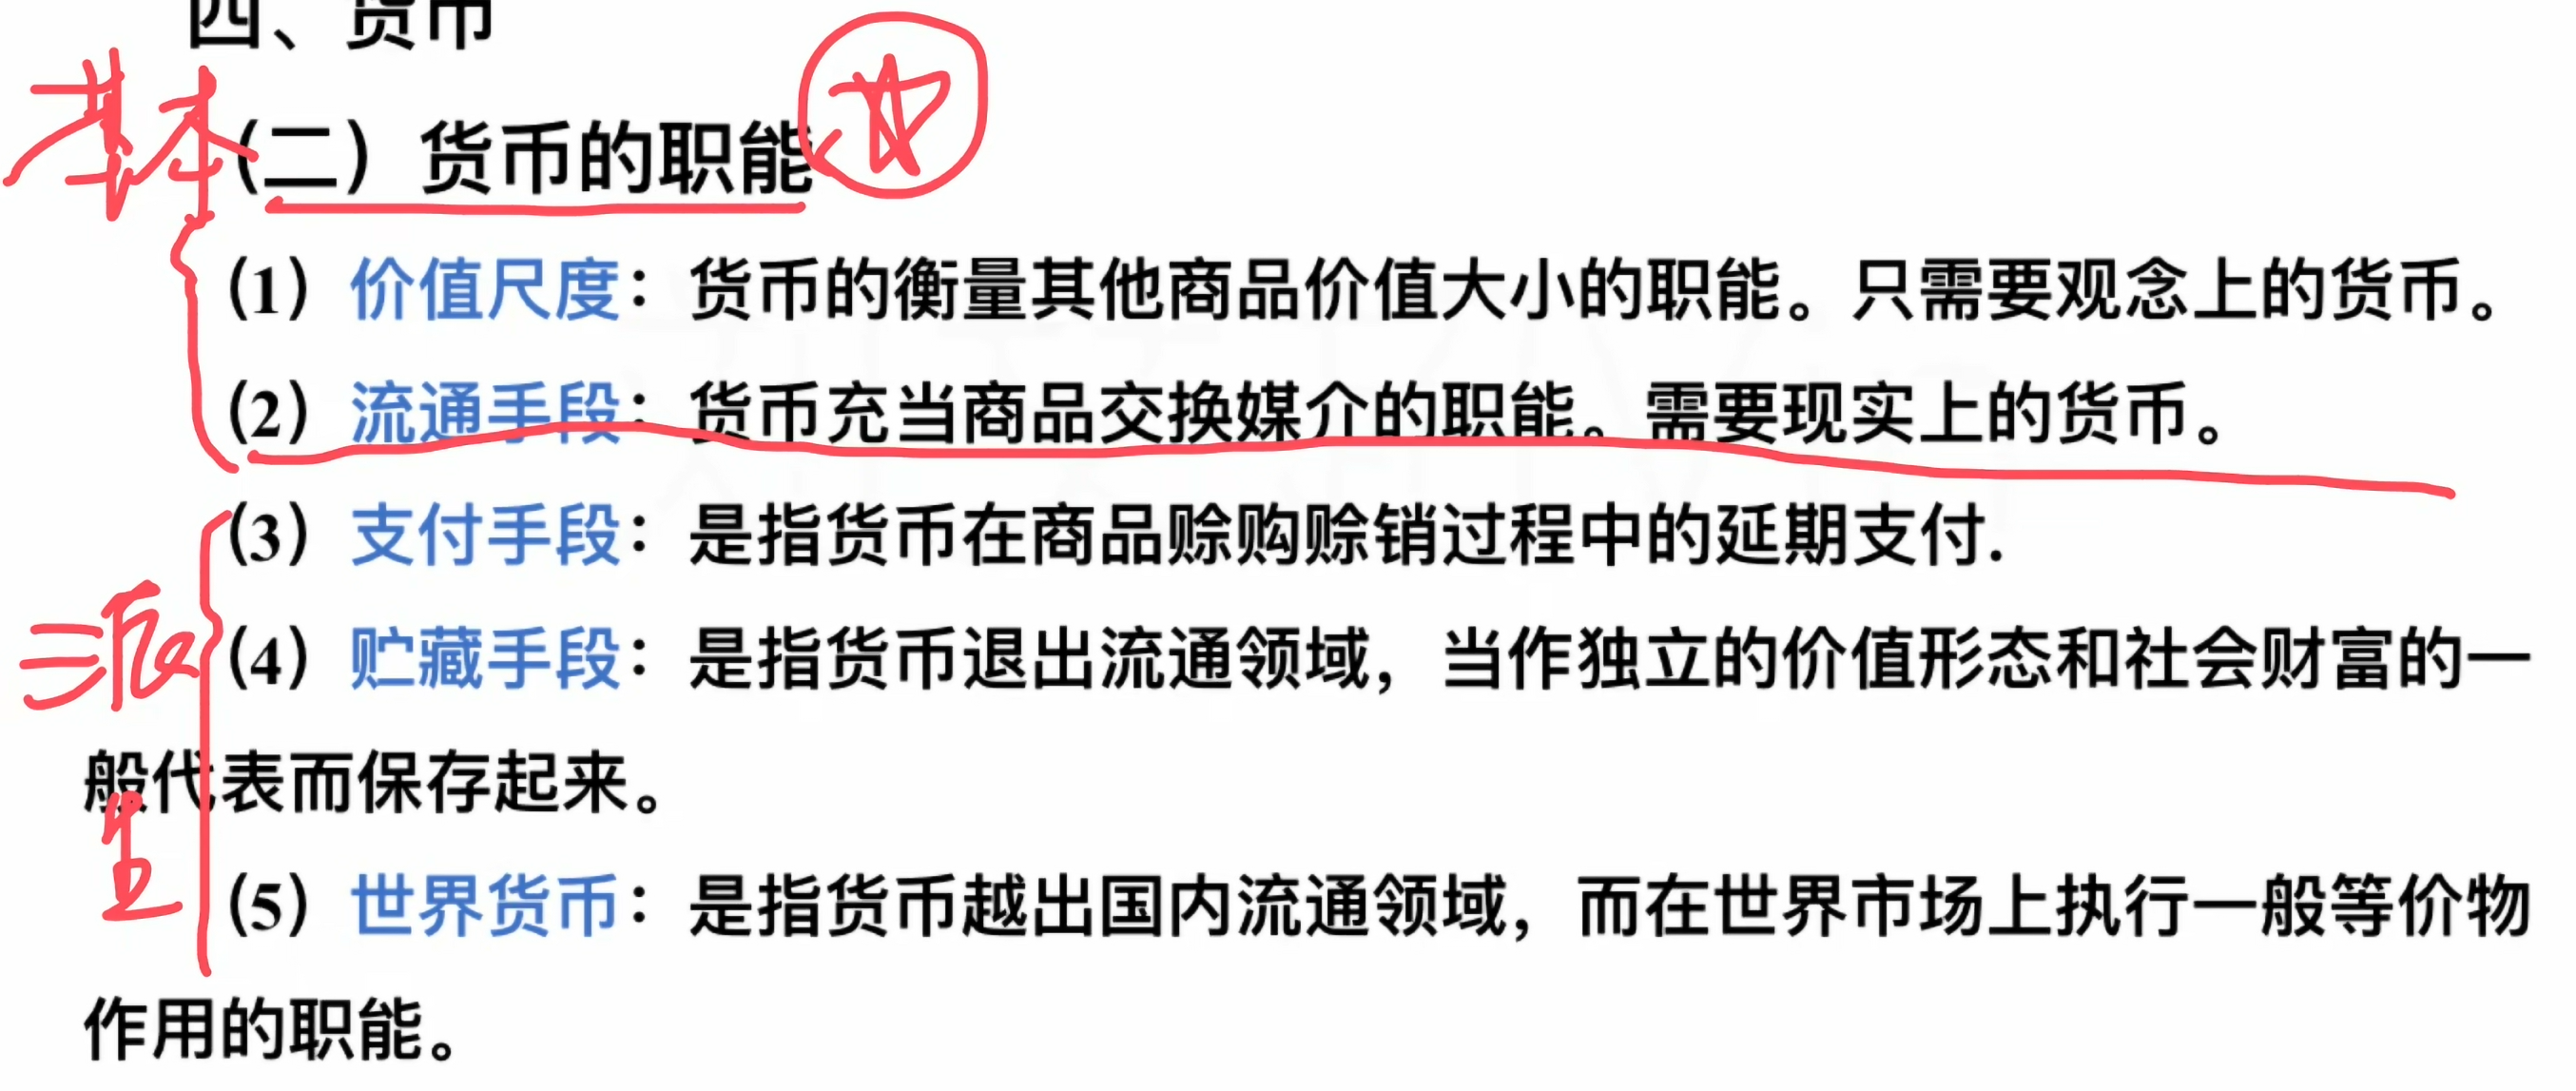 四、货币
基本
（二）货币的职能
（1）价值尺度：货币的衡量其他商品价值大小的职能。只需要观念上的货币。
（2）流通手段：货币充当商品交换媒介的职能。需要现实上的货币。
（3）支付手段：是指货币在商品赊购赊销过程中的延期支付.
派生
（4）贮藏手段：是指货币退出流通领域，当作独立的价值形态和社会财富的一
般代表而保存起来。
（5）世界货币：是指货币越出国内流通领域，而在世界市场上执行一般等价物
作用的职能。